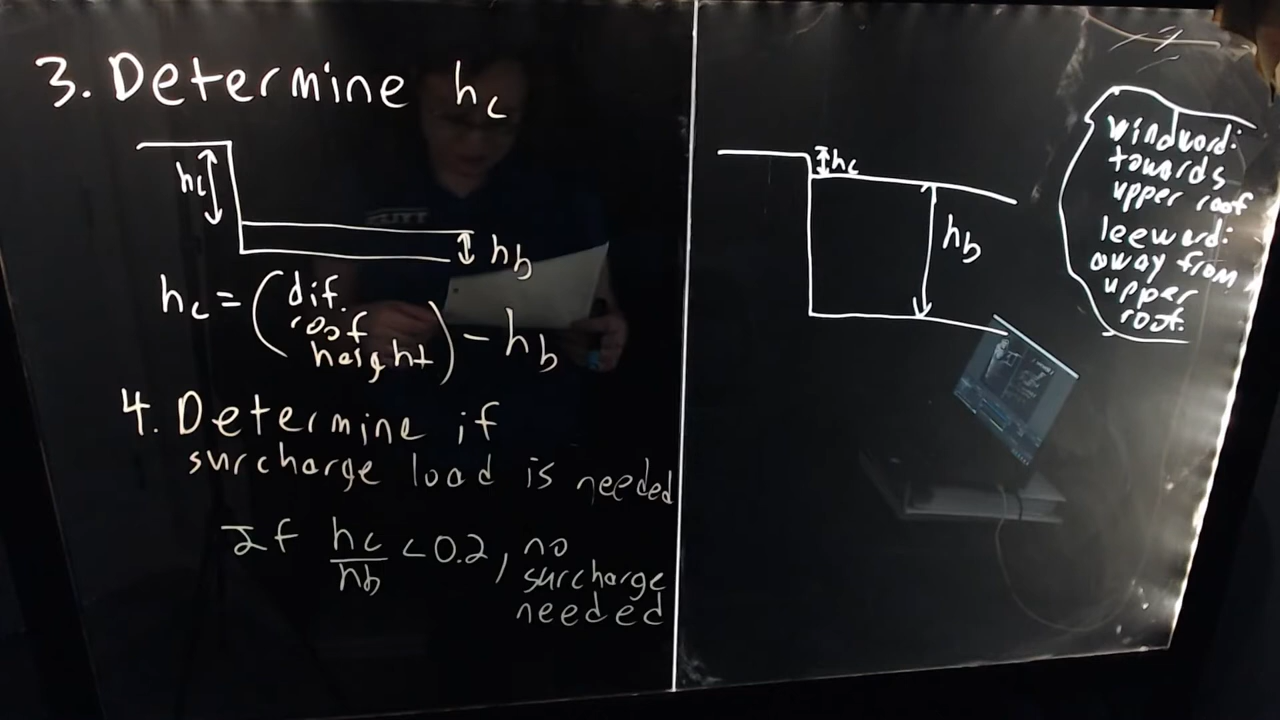 3. Determine hc
hc
hb
hc = (dif. roof height) - hb
4. Determine if
surcharge load is needed
If hc/hb < 0.2, no
surcharge
needed
hc
hb
windward:
towards
upper roof
leeward:
away from
upper
roof.